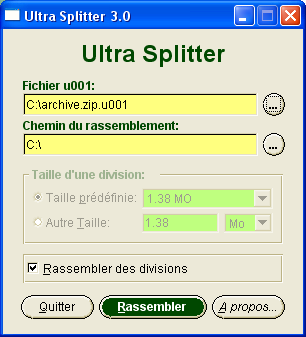 Ultra Splitter 3.0
Ultra Splitter
Fichier u001:
C:\archive.zip.u001
...
Chemin du rassemblement:
C:\
...
Taille d'une division:
Taille prédéfinie: 1.38 MO
Autre Taille: 1.38 Mo
Rassembler des divisions
Quitter Rassembler A propos...